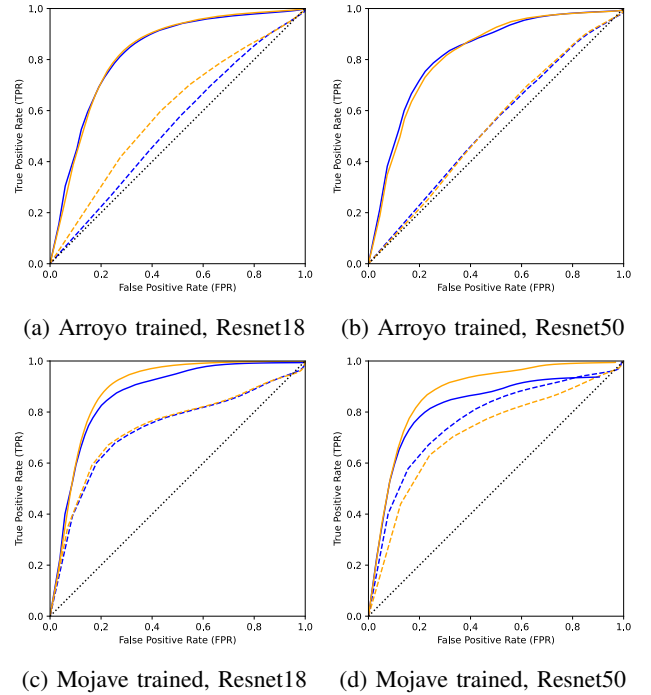 1.0
0.8
0.6
0.4
0.2
0.0
True Positive Rate (TPR)
0.0 0.2 0.4 0.6 0.8 1.0
False Positive Rate (FPR)
(a) Arroyo trained, Resnet18
1.0
0.8
0.6
0.4
0.2
0.0
True Positive Rate (TPR)
0.0 0.2 0.4 0.6 0.8 1.0
False Positive Rate (FPR)
(b) Arroyo trained, Resnet50
1.0
0.8
0.6
0.4
0.2
0.0
True Positive Rate (TPR)
0.0 0.2 0.4 0.6 0.8 1.0
False Positive Rate (FPR)
(c) Mojave trained, Resnet18
1.0
0.8
0.6
0.4
0.2
0.0
True Positive Rate (TPR)
0.0 0.2 0.4 0.6 0.8 1.0
False Positive Rate (FPR)
(d) Mojave trained, Resnet50